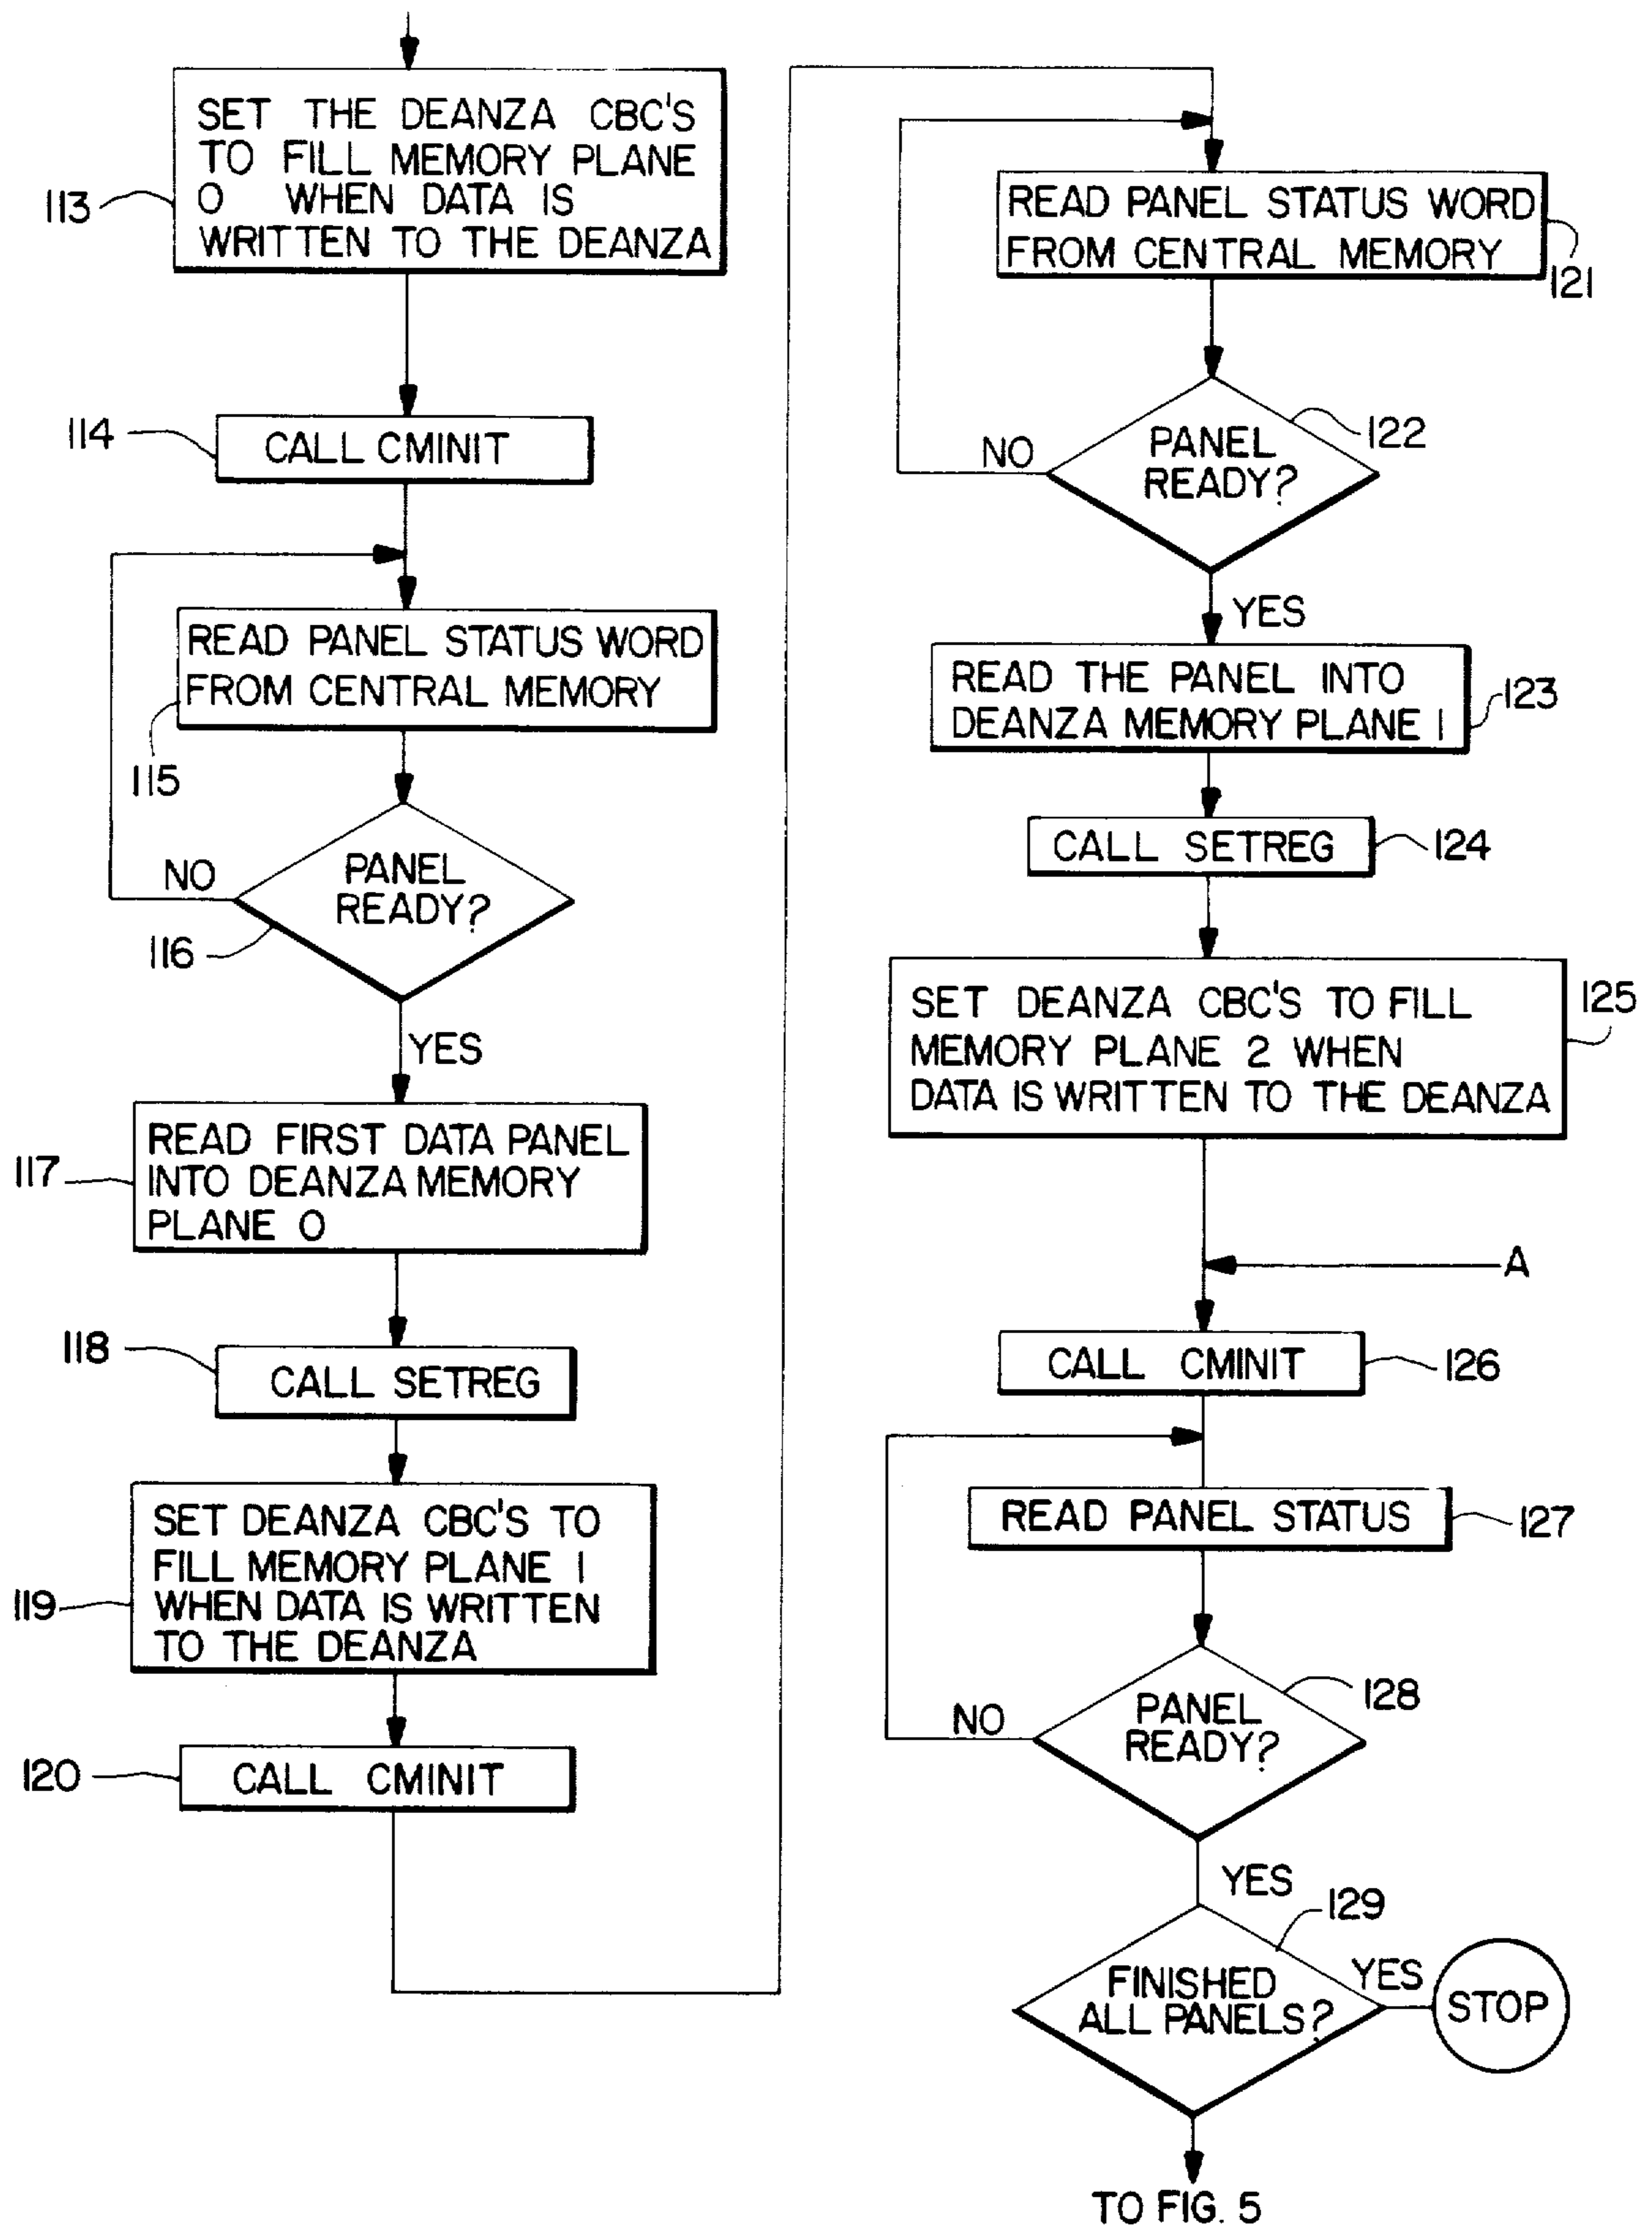 SET THE DEANZA CBC'S
TO FILL MEMORY PLANE
0 WHEN DATA IS
WRITTEN TO THE DEANZA
113
114
CALL CMINIT
READ PANEL STATUS WORD
FROM CENTRAL MEMORY
115
NO
PANEL
READY?
116
YES
117
READ FIRST DATA PANEL
INTO DEANZA MEMORY
PLANE 0
118
CALL SETREG
119
SET DEANZA CBC'S TO
FILL MEMORY PLANE 1
WHEN DATA IS WRITTEN
TO THE DEANZA
120
CALL CMINIT
READ PANEL STATUS WORD
FROM CENTRAL MEMORY
121
NO
PANEL
READY?
122
YES
READ THE PANEL INTO
DEANZA MEMORY PLANE 1
123
CALL SETREG
124
SET DEANZA CBC'S TO FILL
MEMORY PLANE 2 WHEN
DATA IS WRITTEN TO THE DEANZA
125
A
CALL CMINIT
126
READ PANEL STATUS
127
NO
PANEL
READY?
128
YES
129
FINISHED
ALL PANELS?
YES
STOP
TO FIG. 5